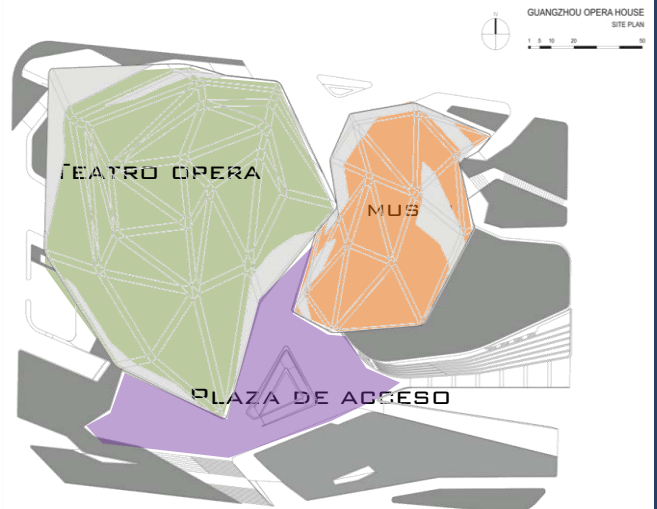 GUANGZHOU OPERA HOUSE
SITE PLAN
N
1 5 10 20 50
TEATRO OPERA
MUS
PLAZA DE ACCESO